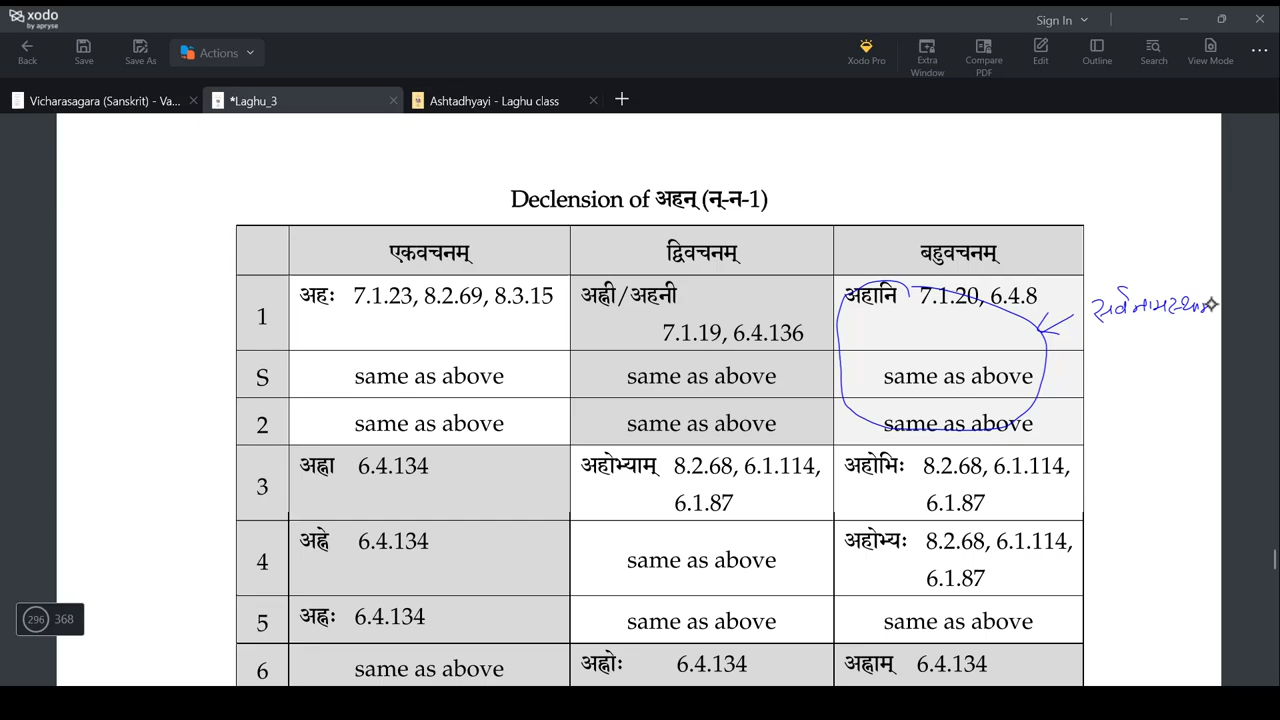 xodo
by apryse
Sign In
Back
Save
Save As
Actions
Xodo Pro
Extra Window
Compare PDF
Edit
Outline
Search
View Mode
Vicharasagara (Sanskrit) - Va...
*Laghu_3
Ashtadhyayi - Laghu class
Declension of अहन् (न्-न-1)
एकवचनम् द्विवचनम् बहुवचनम्
1 अहः 7.1.23, 8.2.69, 8.3.15 अह्नी/अहनी 7.1.19, 6.4.136 अहानि 7.1.20, 6.4.8
सर्वनामस्थान
S same as above same as above same as above
2 same as above same as above same as above
3 अह्ना 6.4.134 अहोभ्याम् 8.2.68, 6.1.114, 6.1.87 अहोभिः 8.2.68, 6.1.114, 6.1.87
4 अह्ने 6.4.134 same as above अहोभ्यः 8.2.68, 6.1.114, 6.1.87
5 अह्नः 6.4.134 same as above same as above
6 same as above अह्नोः 6.4.134 अह्नाम् 6.4.134
296 368